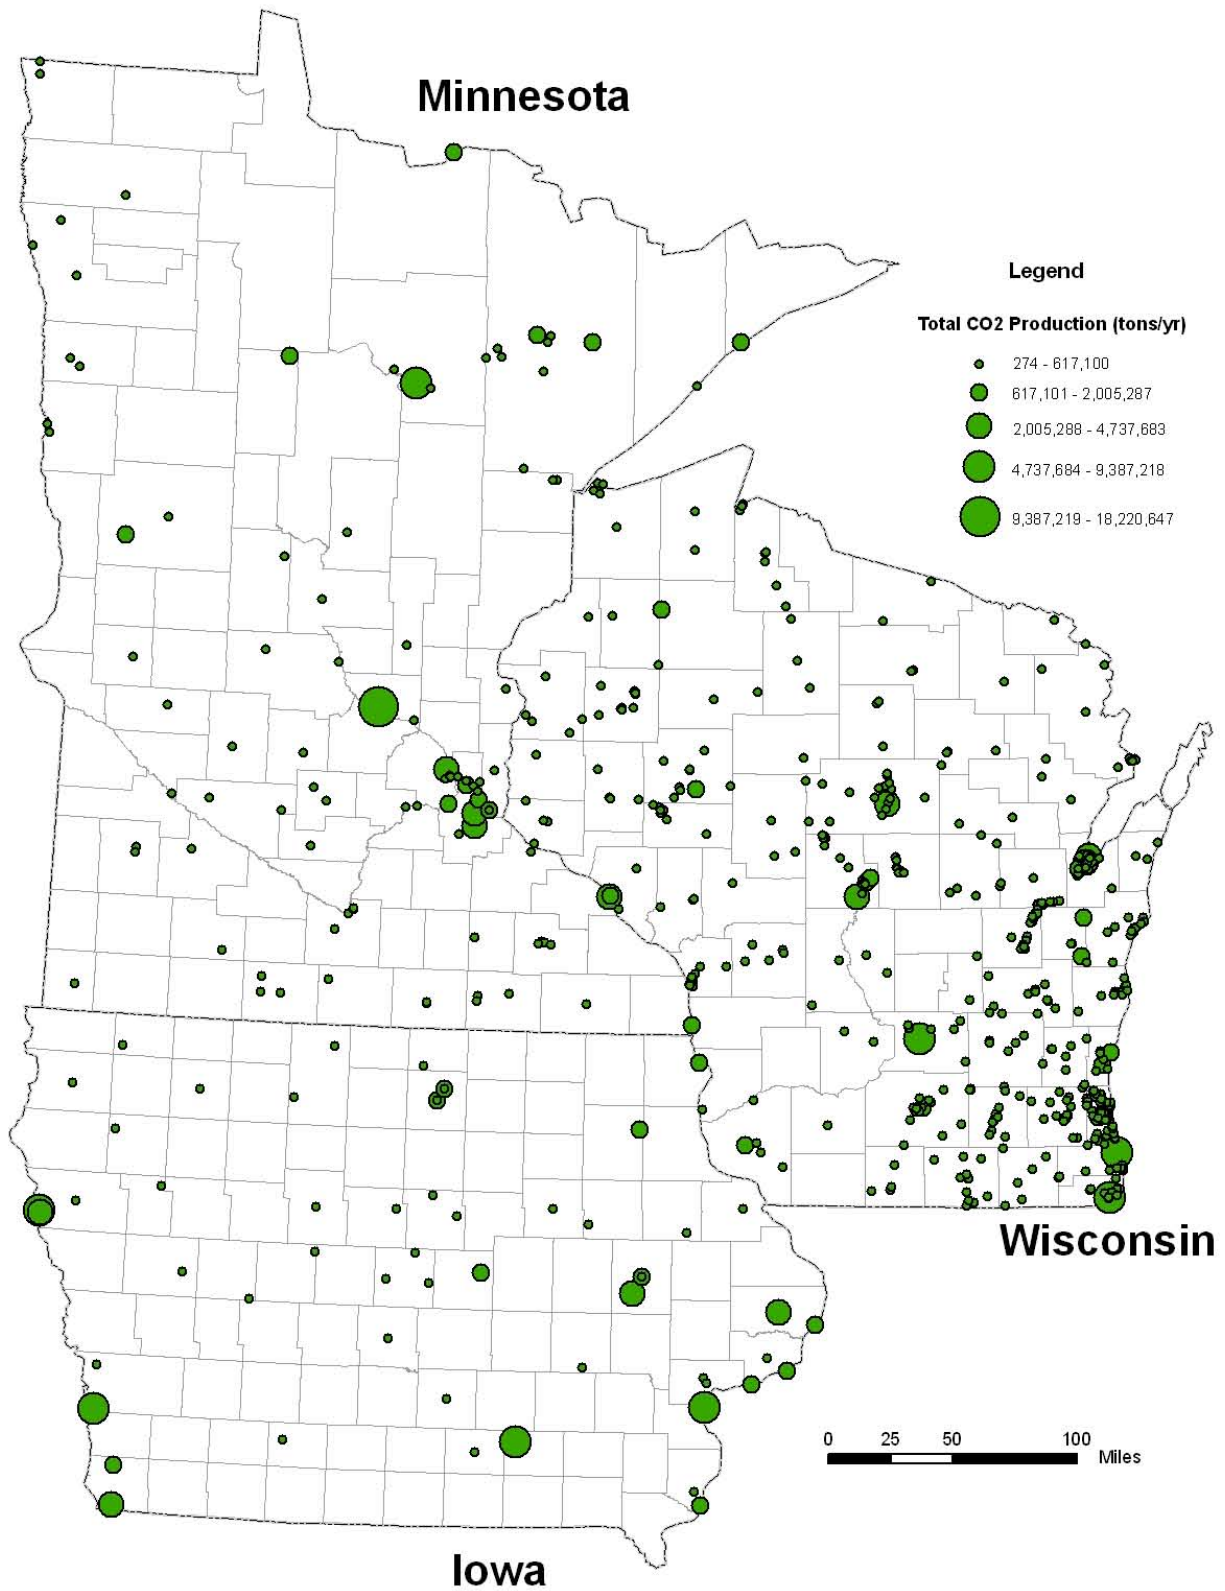 Minnesota
Legend
Total CO2 Production (tons/yr)
274 - 617,100
617,101 - 2,005,287
2,005,288 - 4,737,683
4,737,684 - 9,387,218
9,387,219 - 18,220,647
Wisconsin
0 25 50 100
Miles
Iowa